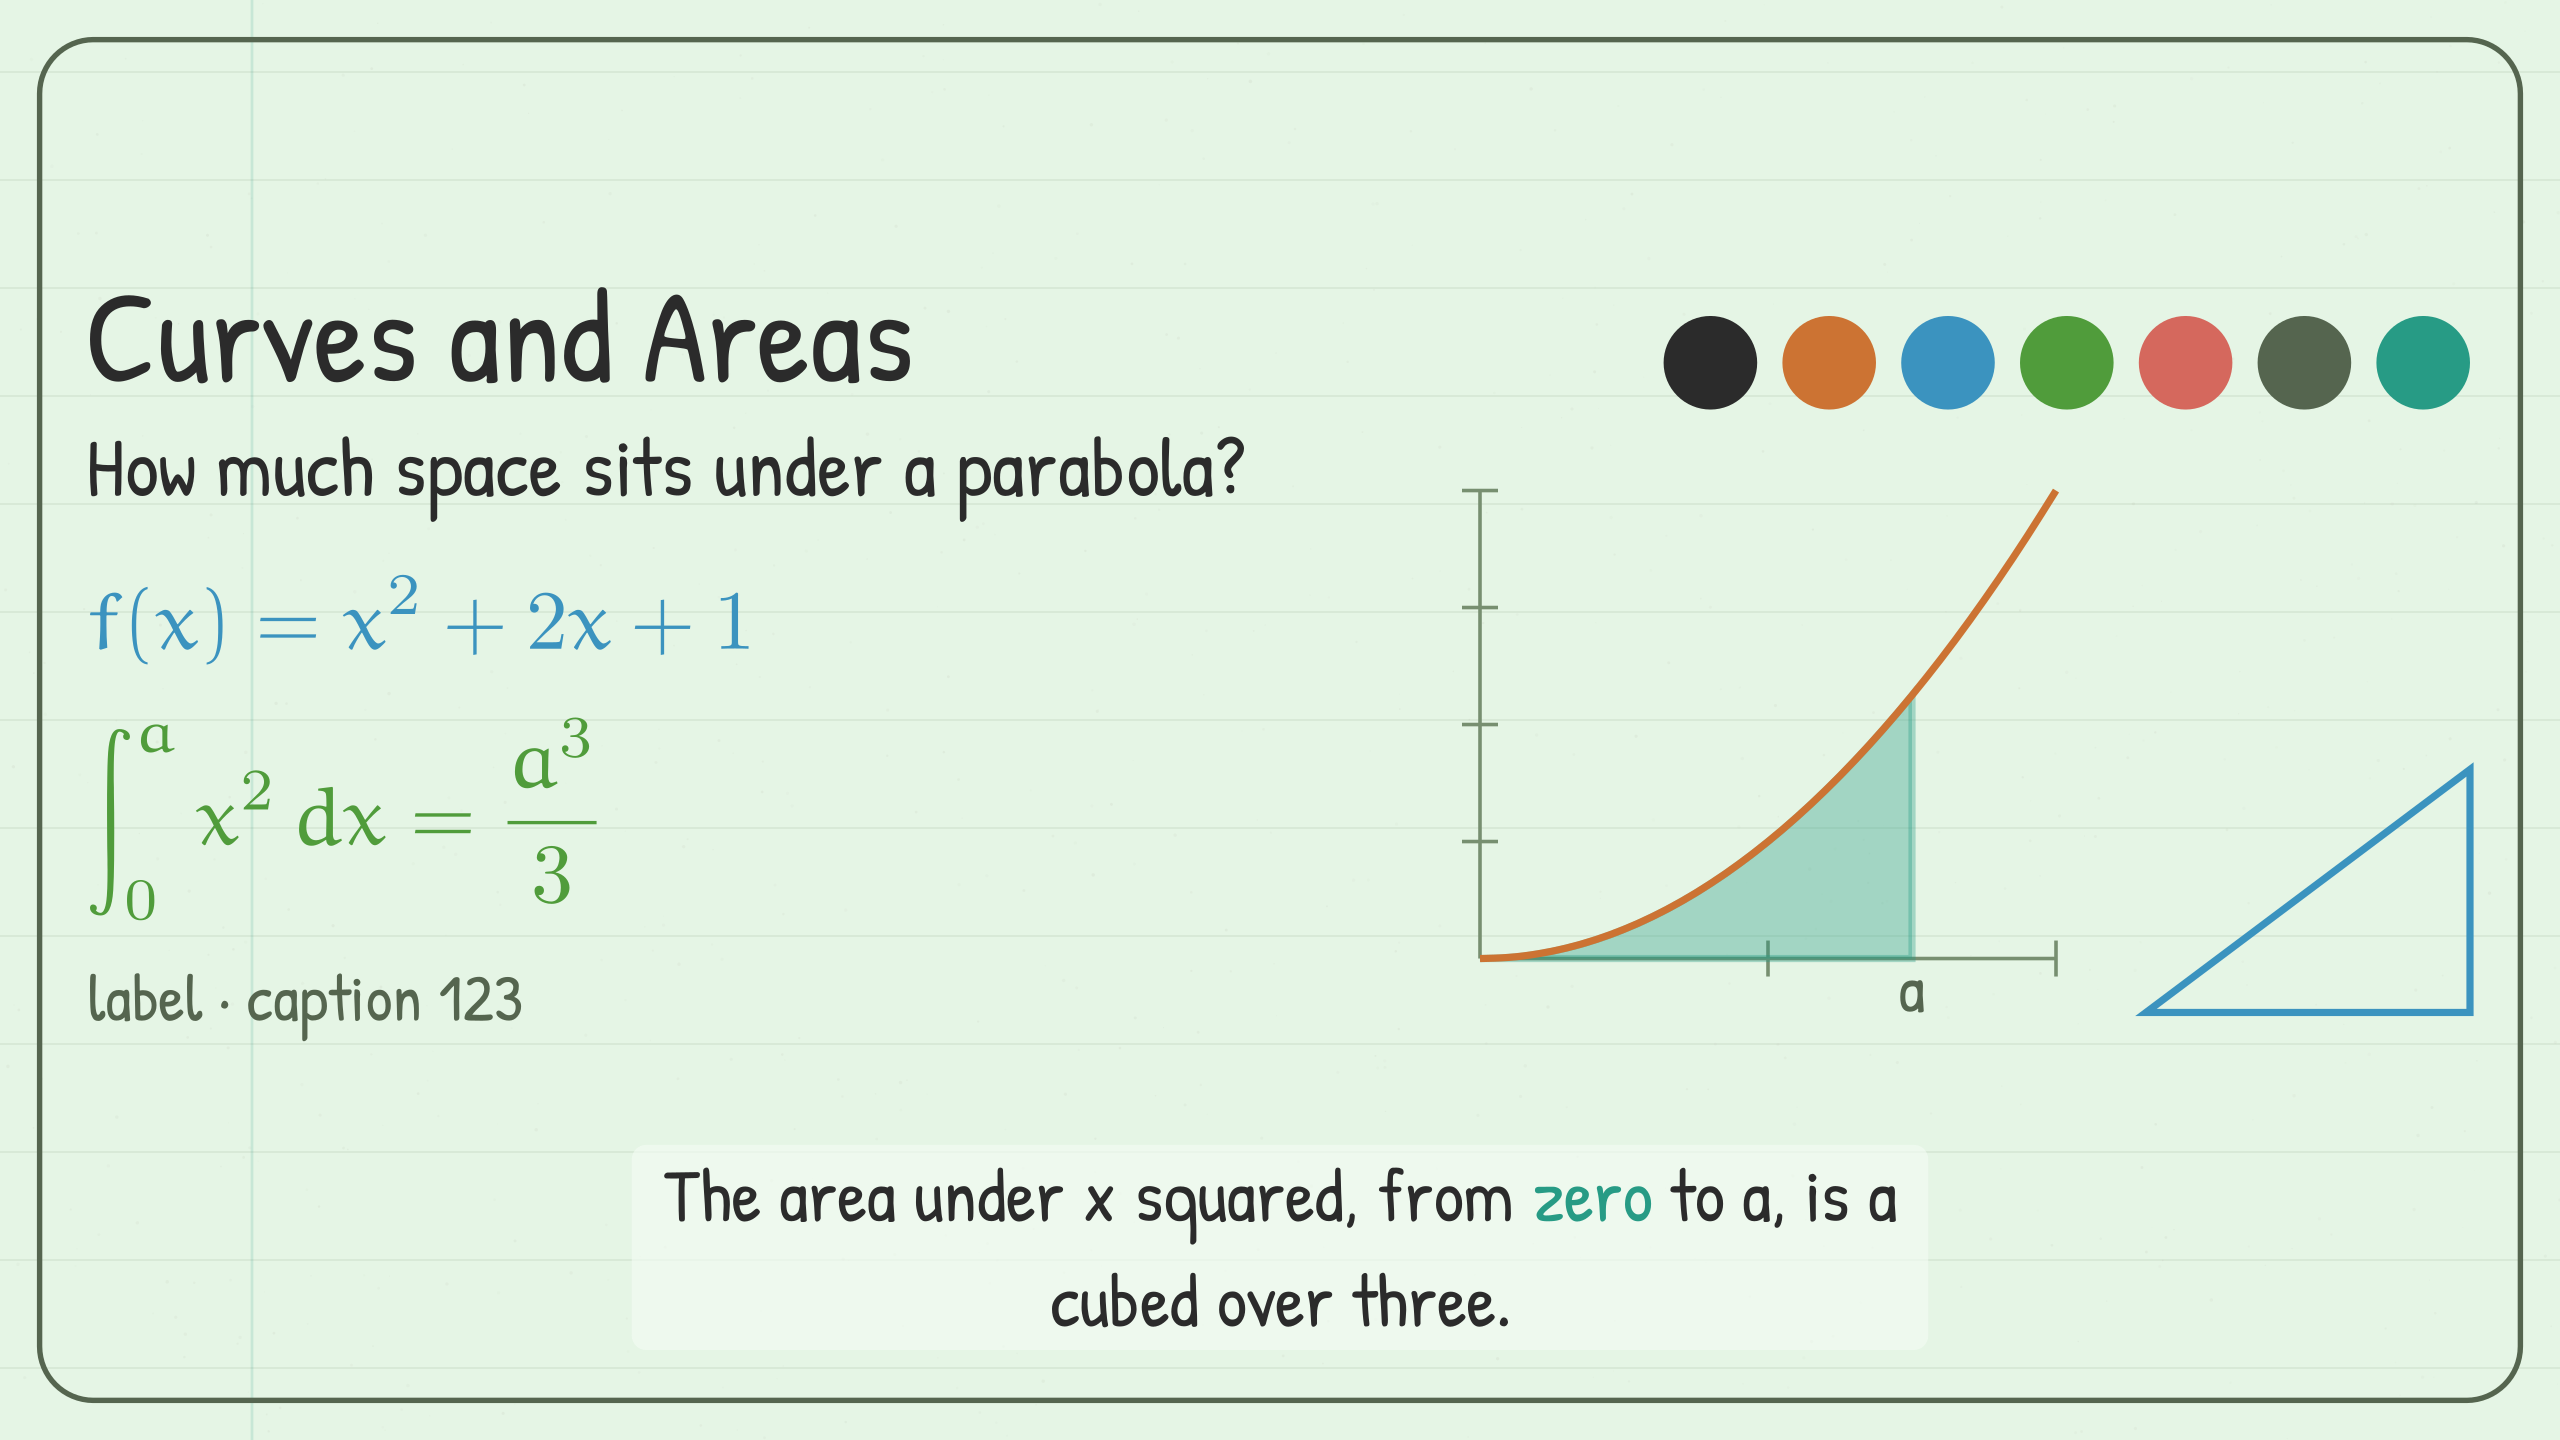 Curves and Areas
How much space sits under a parabola?
f(x) = x² + 2x + 1
∫₀ᵃ x² dx = a³/3
label · caption 123
a
The area under x squared, from zero to a, is a
cubed over three.